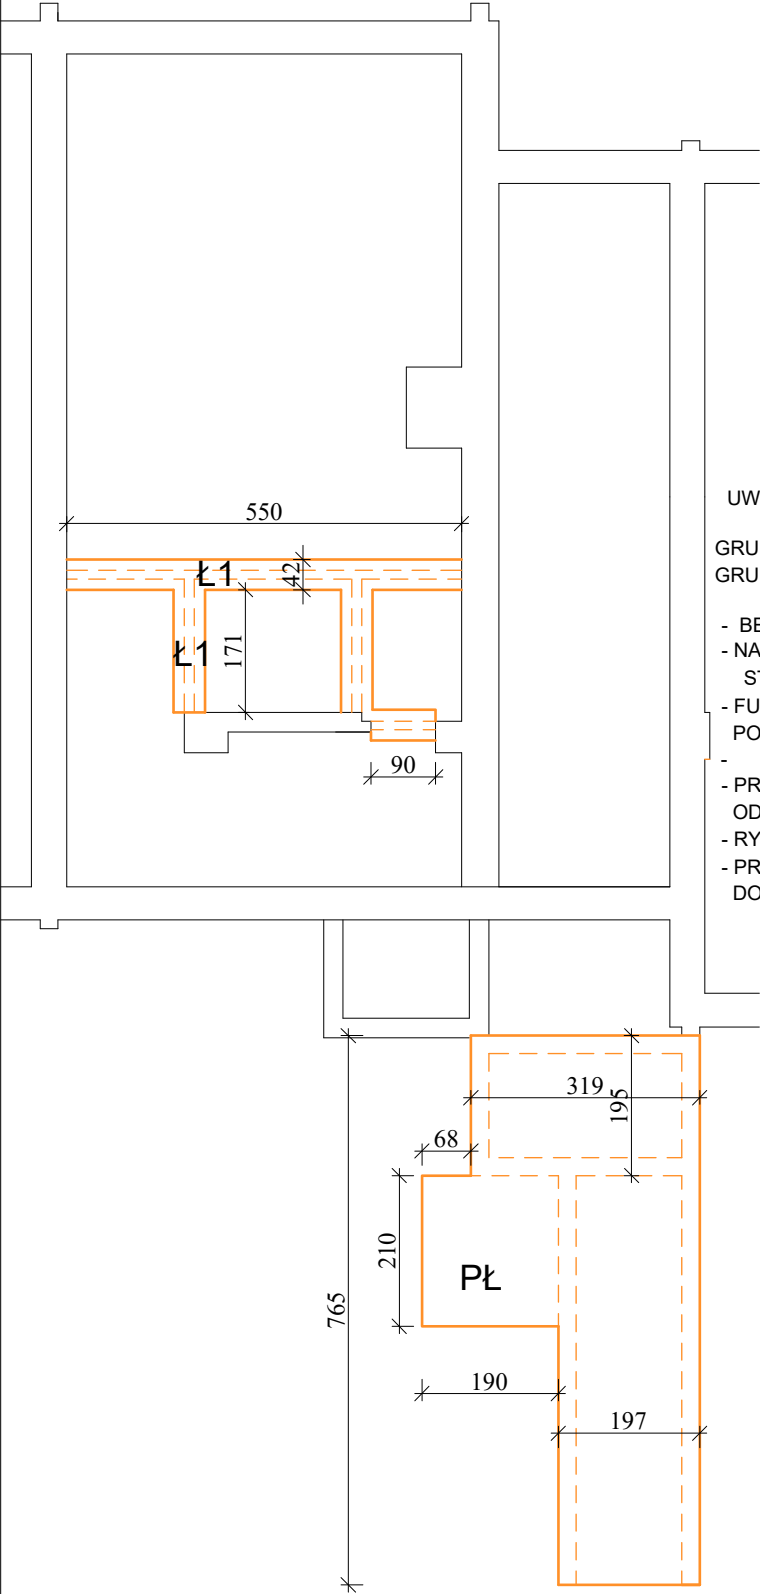 550
Ł1
42
Ł1
171
90
UW
GRU
GRU
- BE
- NA
ST
- FU
PO
-
- PR
OD
- RY
- PR
DO
319
195
68
210
PŁ
765
190
197